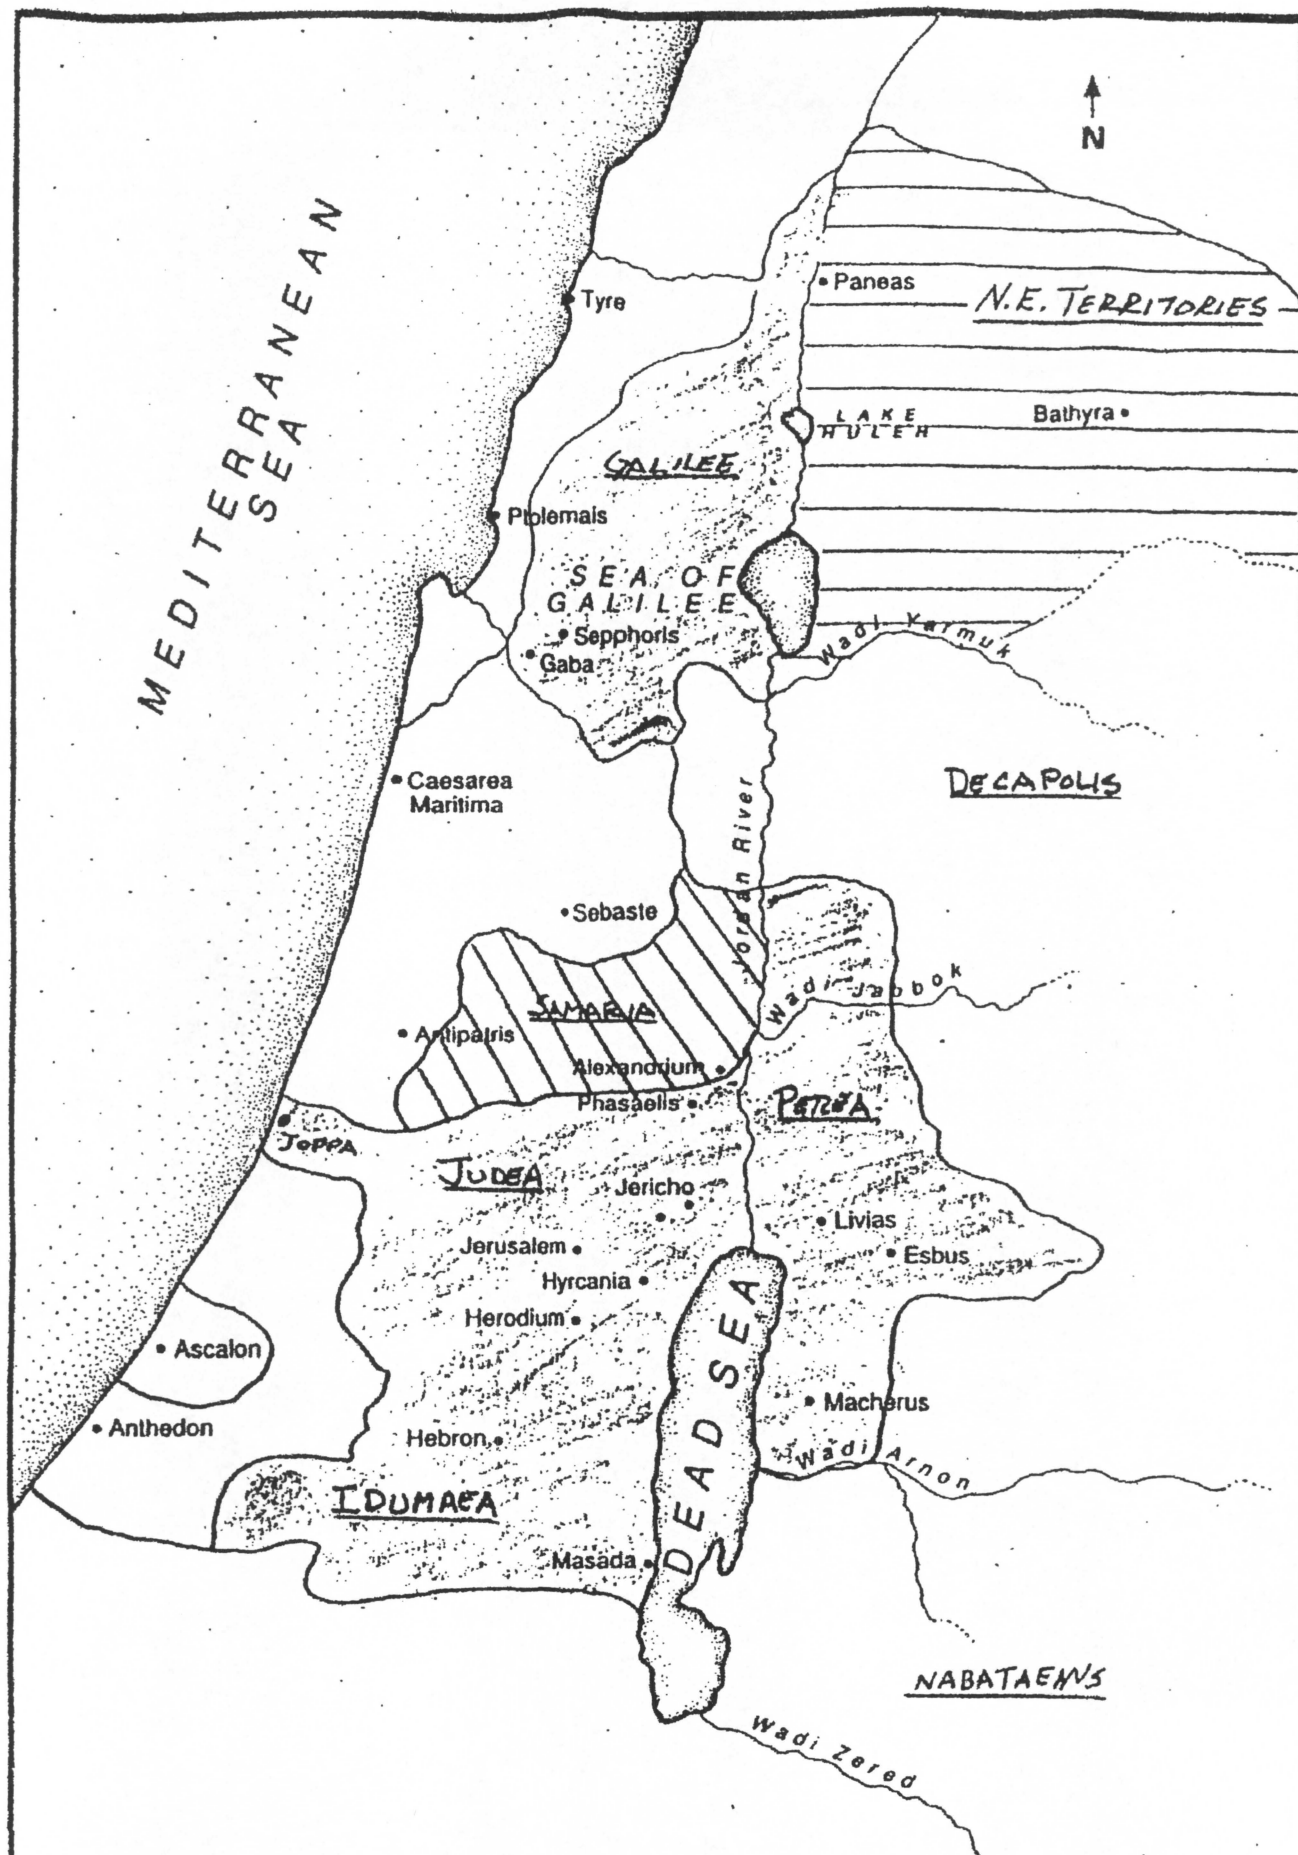 N
Tyre
Paneas
N.E. TERRITORIES
MEDITERRANEAN
SEA
LAKE
HULEH
Bathyra
GALILEE
Ptolemais
SEA OF
GALILEE
Sepphoris
Gaba
Wadi Yarmuk
Caesarea
Maritima
DECAPOLIS
Jordan River
Sebaste
Wadi Jabbok
SAMARIA
Antipatris
Alexandrium
Phasaelis
PEREA
JOPPA
JUDEA
Jericho
Livias
Jerusalem
Esbus
Hyrcania
Herodium
DEAD SEA
Ascalon
Macherus
Anthedon
Hebron
Wadi Arnon
IDUMAEA
Masada
NABATAEANS
Wadi Zered